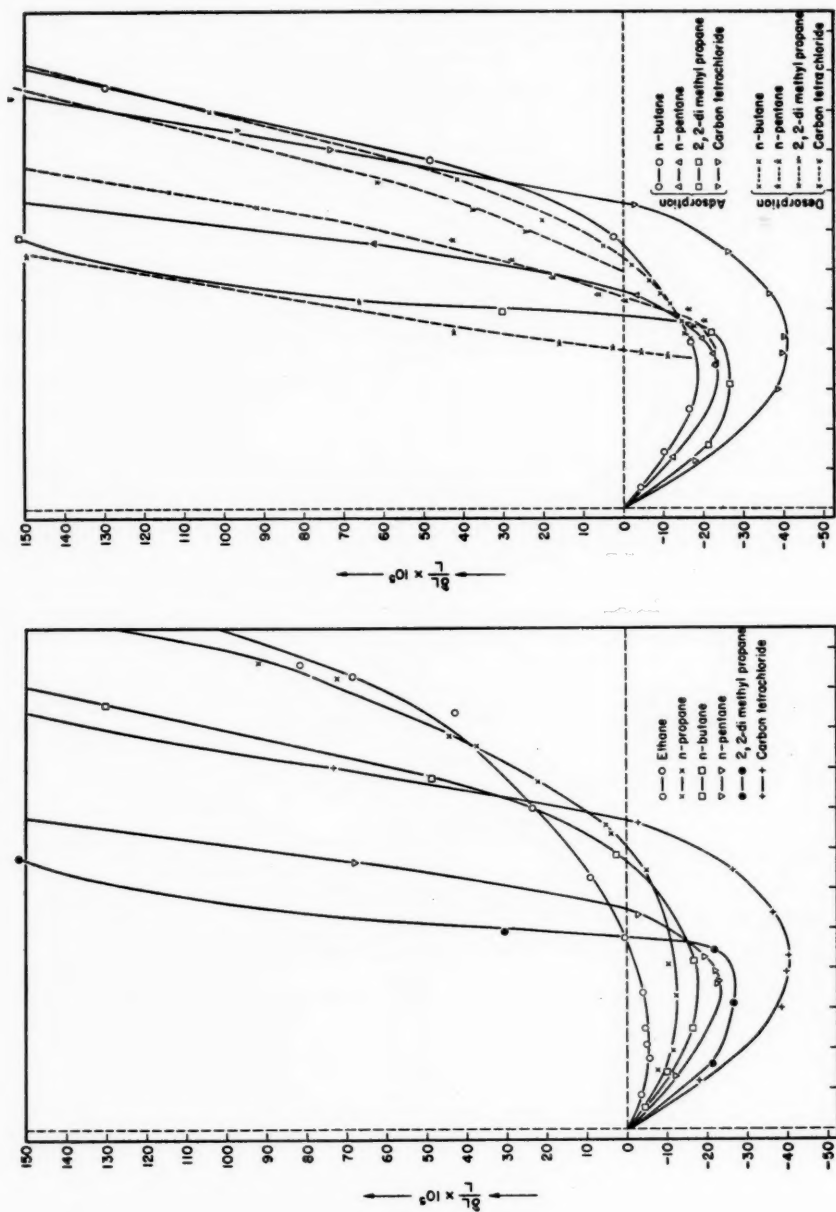 150
140
130
120
110
100
90
80
70
60
50
40
30
20
10
0
-10
-20
-30
-40
-50
δL/L × 10⁵
Ethane
n-propane
n-butane
n-pentane
2,2-di methyl propane
Carbon tetrachloride
150
140
130
120
110
100
90
80
70
60
50
40
30
20
10
0
-10
-20
-30
-40
-50
δL/L × 10⁵
Adsorption
n-butane
n-pentane
2,2-di methyl propane
Carbon tetrachloride
Desorption
n-butane
n-pentane
2,2-di methyl propane
Carbon tetrachloride